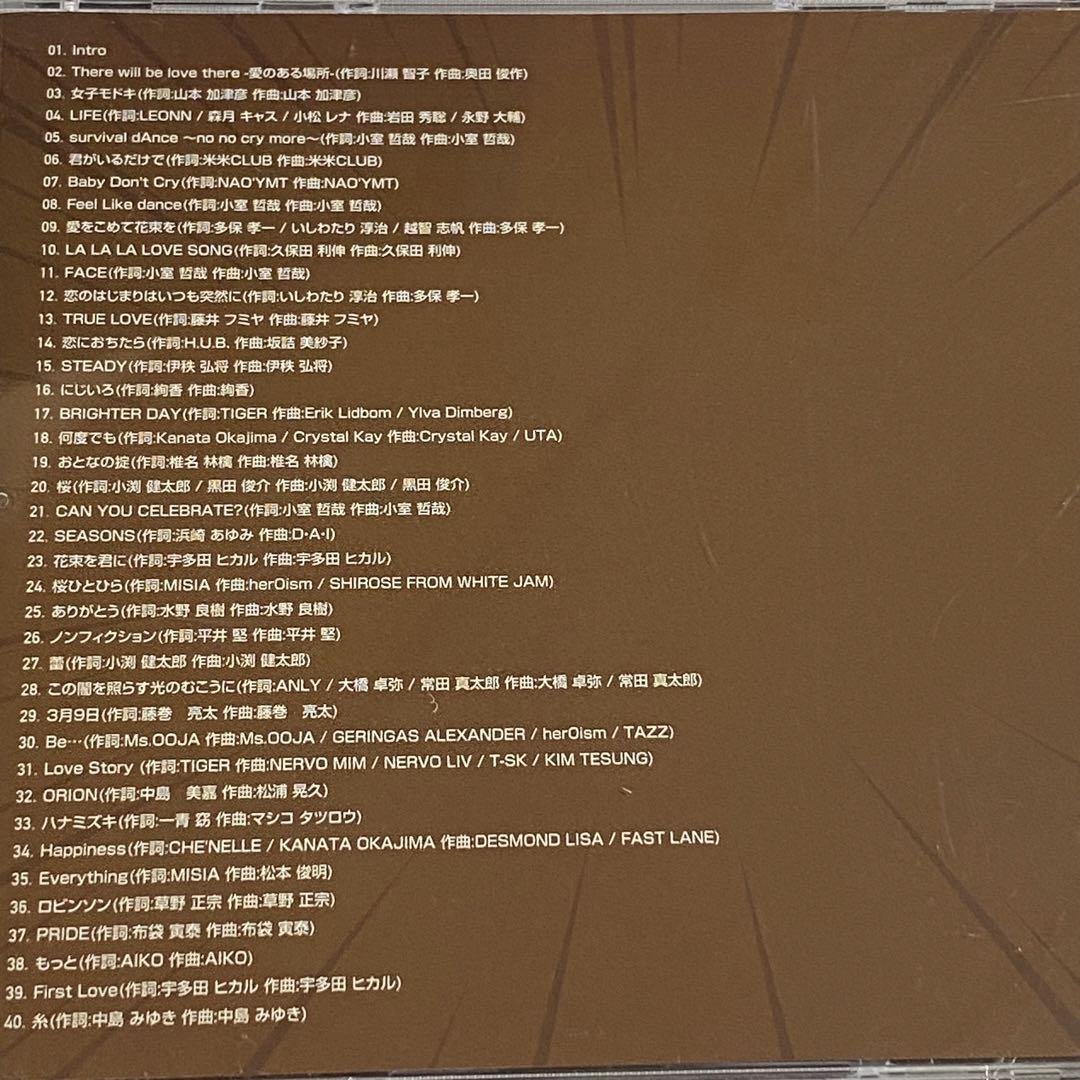 01. Intro
02. There will be love there -愛のある場所-(作詞:川瀬 智子 作曲:奥田 俊作)
03. 女子モドキ(作詞:山本 加津彦 作曲:山本 加津彦)
04. LIFE(作詞:LEONN / 森月 キャス / 小松 レナ 作曲:岩田 秀聡 / 永野 大輔)
05. survival dAnce ～no no cry more～(作詞:小室 哲哉 作曲:小室 哲哉)
06. 君がいるだけで(作詞:米米CLUB 作曲:米米CLUB)
07. Baby Don't Cry(作詞:NAO'YMT 作曲:NAO'YMT)
08. Feel Like dance(作詞:小室 哲哉 作曲:小室 哲哉)
09. 愛をこめて花束を(作詞:多保 孝一 / いしわたり 淳治 / 越智 志帆 作曲:多保 孝一)
10. LA LA LA LOVE SONG(作詞:久保田 利伸 作曲:久保田 利伸)
11. FACE(作詞:小室 哲哉 作曲:小室 哲哉)
12. 恋のはじまりはいつも突然に(作詞:いしわたり 淳治 作曲:多保 孝一)
13. TRUE LOVE(作詞:藤井 フミヤ 作曲:藤井 フミヤ)
14. 恋におちたら(作詞:H.U.B. 作曲:坂詰 美紗子)
15. STEADY(作詞:伊秩 弘将 作曲:伊秩 弘将)
16. にじいろ(作詞:絢香 作曲:絢香)
17. BRIGHTER DAY(作詞:TIGER 作曲:Erik Lidbom / Ylva Dimberg)
18. 何度でも(作詞:Kanata Okajima / Crystal Kay 作曲:Crystal Kay / UTA)
19. おとなの掟(作詞:椎名 林檎 作曲:椎名 林檎)
20. 桜(作詞:小渕 健太郎 / 黒田 俊介 作曲:小渕 健太郎 / 黒田 俊介)
21. CAN YOU CELEBRATE?(作詞:小室 哲哉 作曲:小室 哲哉)
22. SEASONS(作詞:浜崎 あゆみ 作曲:D・A・I)
23. 花束を君に(作詞:宇多田 ヒカル 作曲:宇多田 ヒカル)
24. 桜ひとひら(作詞:MISIA 作曲:her0ism / SHIROSE FROM WHITE JAM)
25. ありがとう(作詞:水野 良樹 作曲:水野 良樹)
26. ノンフィクション(作詞:平井 堅 作曲:平井 堅)
27. 蕾(作詞:小渕 健太郎 作曲:小渕 健太郎)
28. この闇を照らす光のむこうに(作詞:ANLY / 大橋 卓弥 / 常田 真太郎 作曲:大橋 卓弥 / 常田 真太郎)
29. 3月9日(作詞:藤巻　亮太 作曲:藤巻　亮太)
30. Be…(作詞:Ms.OOJA 作曲:Ms.OOJA / GERINGAS ALEXANDER / her0ism / TAZZ)
31. Love Story (作詞:TIGER 作曲:NERVO MIM / NERVO LIV / T-SK / KIM TESUNG)
32. ORION(作詞:中島　美嘉 作曲:松浦 晃久)
33. ハナミズキ(作詞:一青 窈 作曲:マシコ タツロウ)
34. Happiness(作詞:CHE'NELLE / KANATA OKAJIMA 作曲:DESMOND LISA / FAST LANE)
35. Everything(作詞:MISIA 作曲:松本 俊明)
36. ロビンソン(作詞:草野 正宗 作曲:草野 正宗)
37. PRIDE(作詞:布袋 寅泰 作曲:布袋 寅泰)
38. もっと(作詞:AIKO 作曲:AIKO)
39. First Love(作詞:宇多田 ヒカル 作曲:宇多田 ヒカル)
40. 糸(作詞:中島 みゆき 作曲:中島 みゆき)